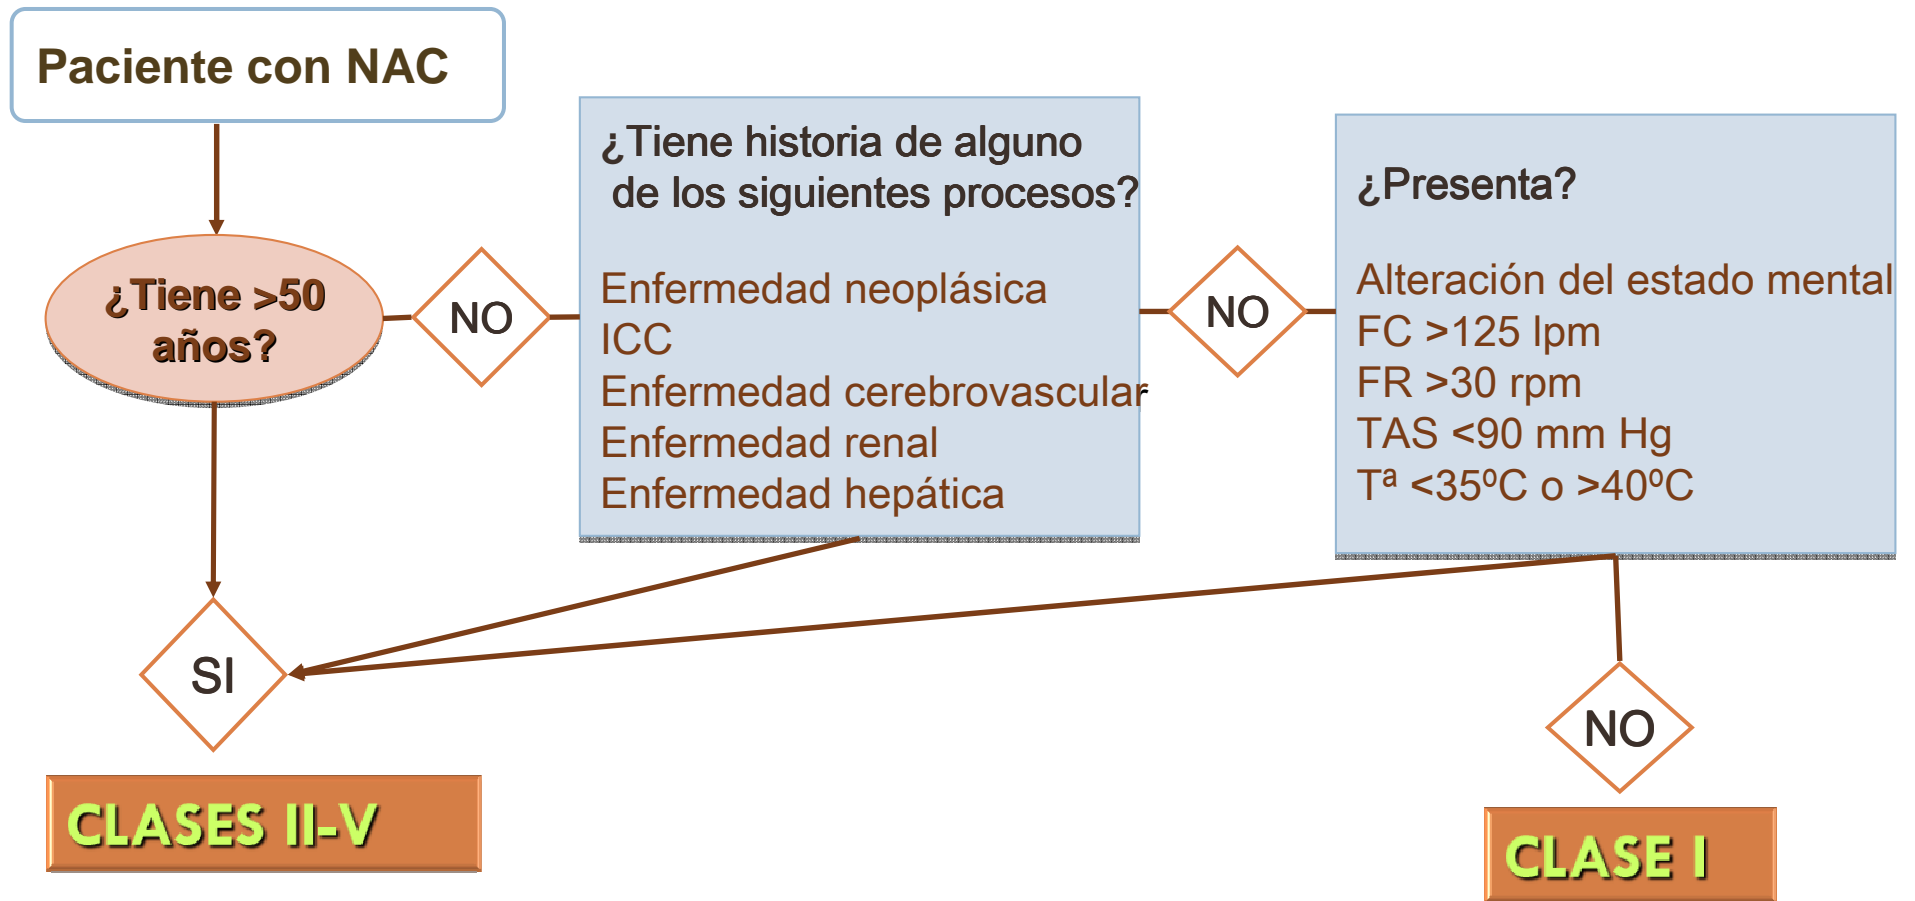 Paciente con NAC
¿Tiene >50
años?
NO
¿Tiene historia de alguno
de los siguientes procesos?
Enfermedad neoplásica
ICC
Enfermedad cerebrovascular
Enfermedad renal
Enfermedad hepática
NO
¿Presenta?
Alteración del estado mental
FC >125 lpm
FR >30 rpm
TAS <90 mm Hg
Tª <35ºC o >40ºC
SI
NO
CLASES II-V
CLASE I